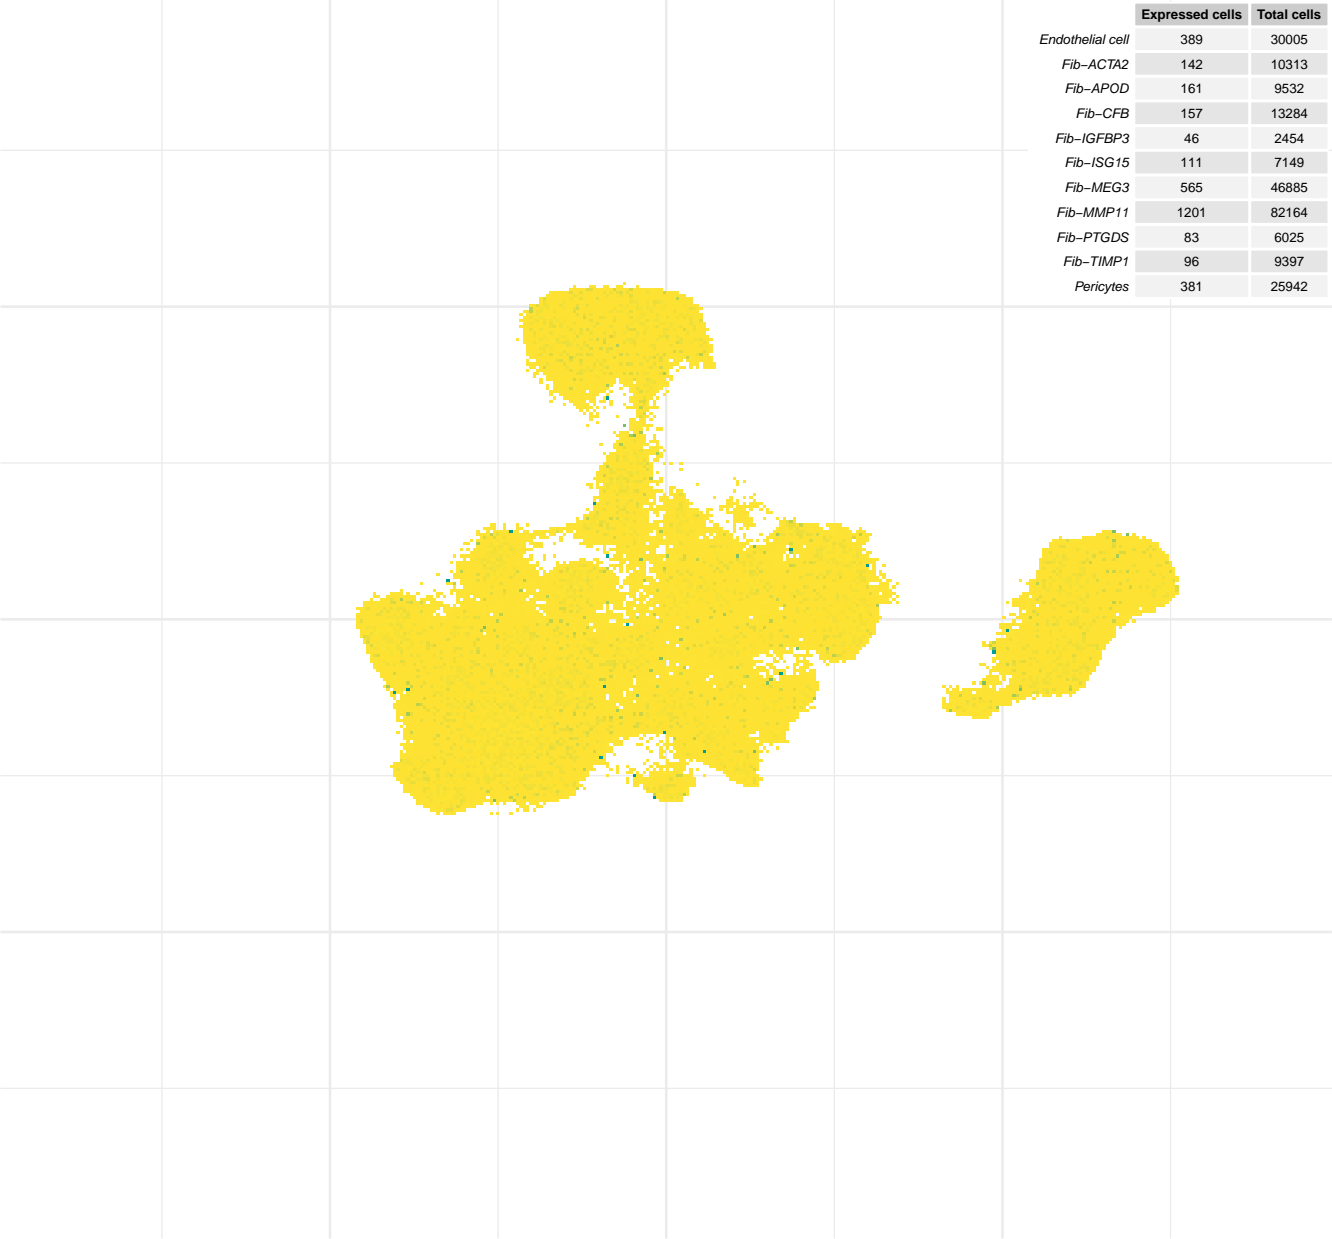 Expressed cells Total cells
Endothelial cell 389 30005
Fib−ACTA2 142 10313
Fib−APOD 161 9532
Fib−CFB 157 13284
Fib−IGFBP3 46 2454
Fib−ISG15 111 7149
Fib−MEG3 565 46885
Fib−MMP11 1201 82164
Fib−PTGDS 83 6025
Fib−TIMP1 96 9397
Pericytes 381 25942